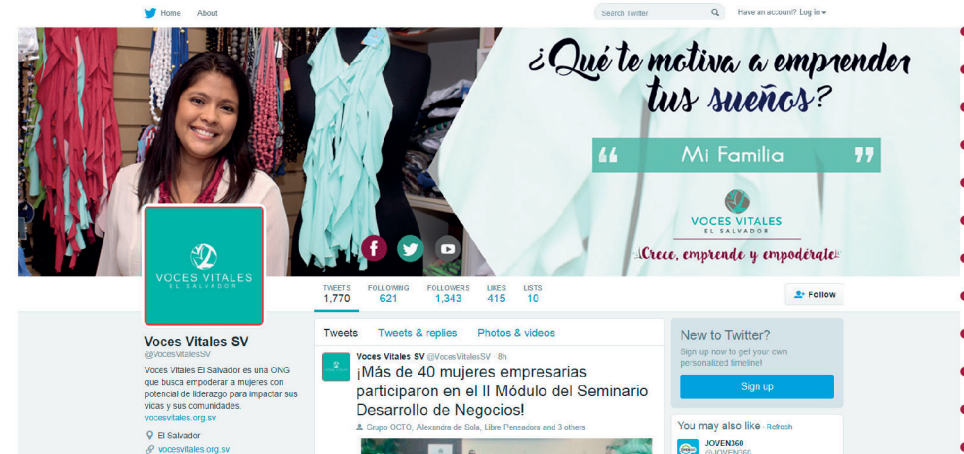 Home About
Search Twitter
Have an account? Log in
¿Qué te motiva a emprender
tus sueños?
“ Mi Familia ”
VOCES VITALES
EL SALVADOR
Crece, emprende y empodérate
VOCES VITALES
EL SALVADOR
TWEETS FOLLOWING FOLLOWERS LIKES LISTS
1,770 621 1,343 415 10
Follow
Voces Vitales SV
@VocesVitalesSV
Voces Vitales El Salvador es una ONG
que busca empoderar a mujeres con
potencial de liderazgo para impactar sus
vidas y sus comunidades.
vocesvitales.org.sv
El Salvador
vocesvitales.org.sv
Tweets Tweets & replies Photos & videos
Voces Vitales SV @VocesVitalesSV · 8h
¡Más de 40 mujeres empresarias
participaron en el II Módulo del Seminario
Desarrollo de Negocios!
Grupo OCTO, Alexandra de Sola, Libre Pensadora and 3 others
New to Twitter?
Sign up now to get your own
personalized timeline!
Sign up
You may also like · Refresh
JOVEN360
@JOVEN360